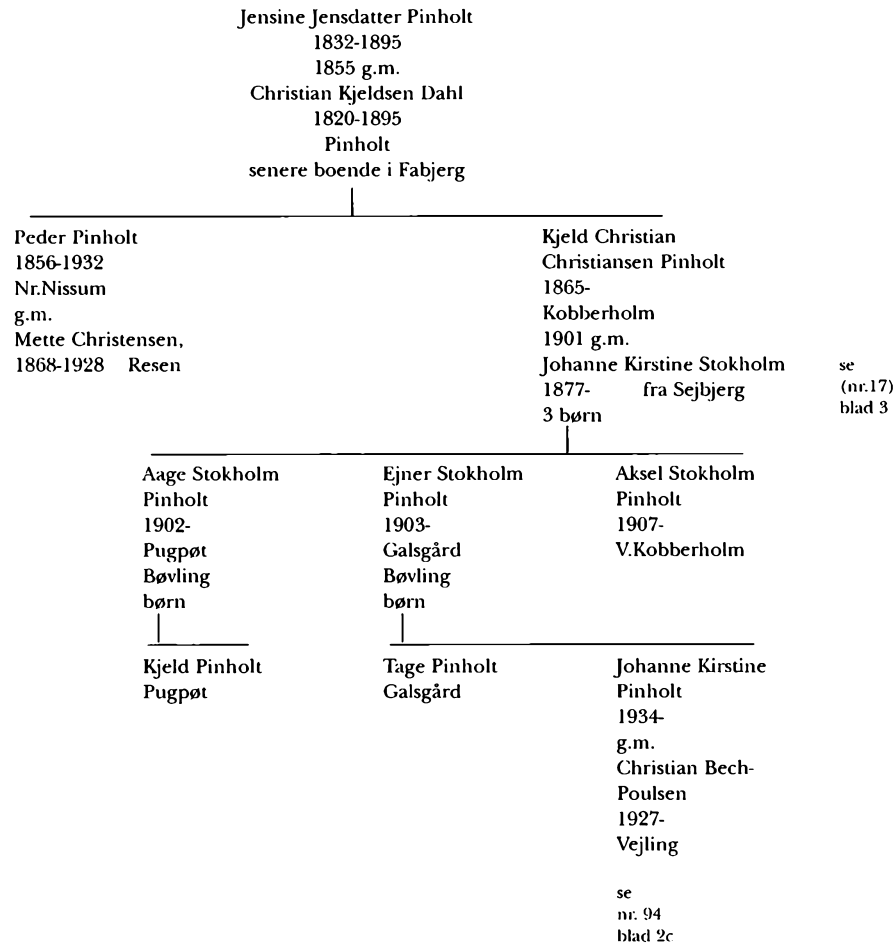 Jensine Jensdatter Pinholt
1832-1895
1855 g.m.
Christian Kjeldsen Dahl
1820-1895
Pinholt
senere boende i Fabjerg
Peder Pinholt
1856-1932
Nr.Nissum
g.m.
Mette Christensen,
1868-1928 Resen
Kjeld Christian
Christiansen Pinholt
1865-
Kobberholm
1901 g.m.
Johanne Kirstine Stokholm
1877- fra Sejbjerg
3 børn
se
(nr.17)
blad 3
Aage Stokholm
Pinholt
1902-
Pugpøt
Bøvling
børn
Ejner Stokholm
Pinholt
1903-
Galsgård
Bøvling
børn
Aksel Stokholm
Pinholt
1907-
V.Kobberholm
Kjeld Pinholt
Pugpøt
Tage Pinholt
Galsgård
Johanne Kirstine
Pinholt
1934-
g.m.
Christian Bech-
Poulsen
1927-
Vejling
se
nr. 94
blad 2c